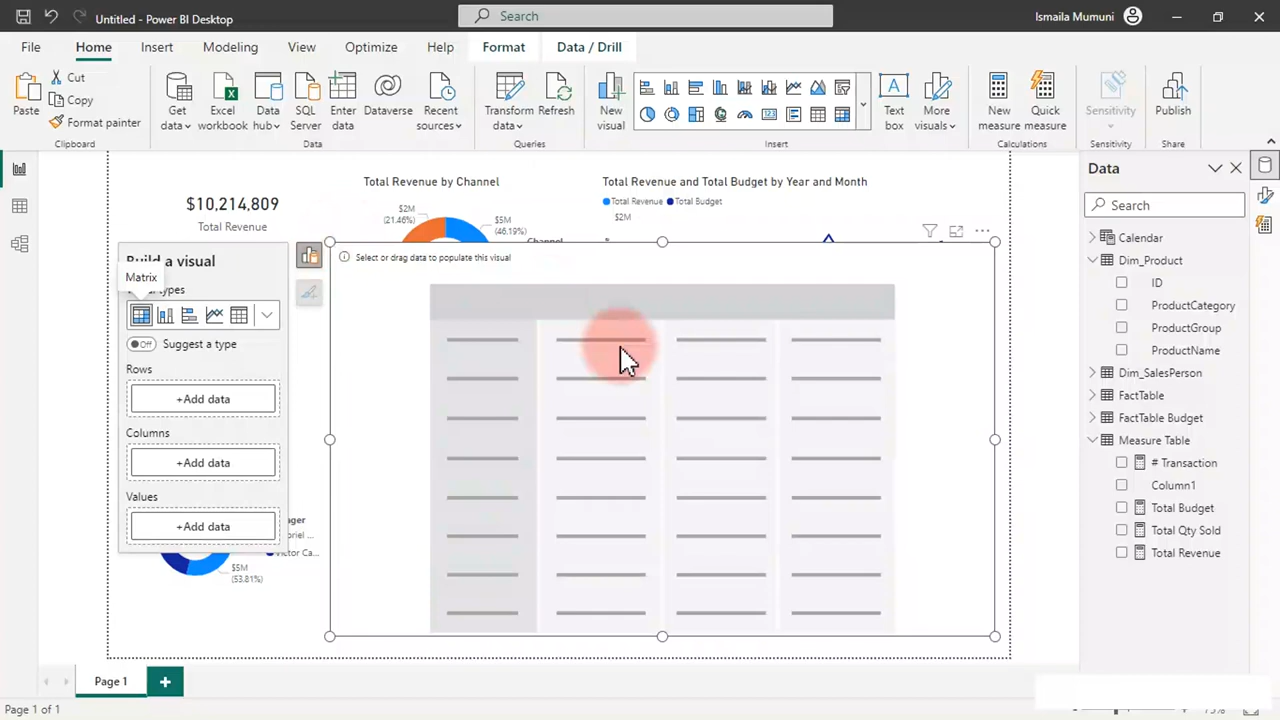 Untitled - Power BI Desktop
Search
Ismaila Mumuni
File
Home
Insert
Modeling
View
Optimize
Help
Format
Data / Drill
Paste
Cut
Copy
Format painter
Clipboard
Get data
Excel workbook
Data hub
SQL Server
Enter data
Dataverse
Recent sources
Data
Transform data
Refresh
Queries
New visual
Text box
More visuals
Insert
New measure
Quick measure
Calculations
Sensitivity
Sensitivity
Publish
Share
$10,214,809
Total Revenue
Total Revenue by Channel
$2M
(21.46%)
$5M
(46.19%)
Total Revenue and Total Budget by Year and Month
Total Revenue
Total Budget
$2M
Build a visual
Matrix
Suggest a type
Off
Rows
+Add data
Columns
+Add data
Values
+Add data
Select or drag data to populate this visual
$5M
(53.81%)
Data
Search
Calendar
Dim_Product
ID
ProductCategory
ProductGroup
ProductName
Dim_SalesPerson
FactTable
FactTable Budget
Measure Table
# Transaction
Column1
Total Budget
Total Qty Sold
Total Revenue
Page 1
Page 1 of 1